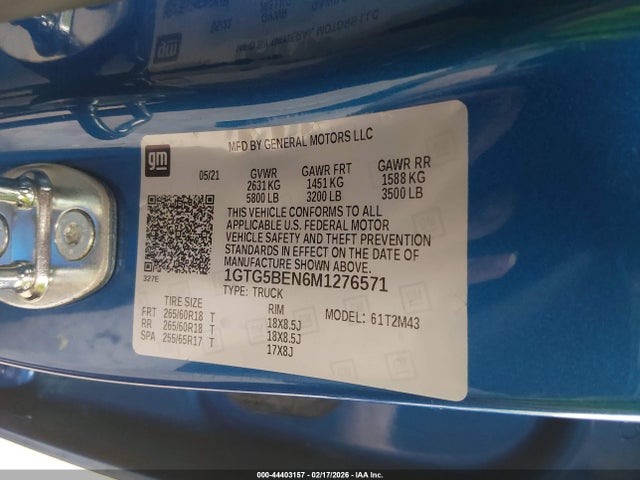 MFD BY GENERAL MOTORS LLC
gm
05/21 GVWR GAWR FRT GAWR RR
2631 KG 1451 KG 1588 KG
5800 LB 3200 LB 3500 LB
THIS VEHICLE CONFORMS TO ALL
APPLICABLE U.S. FEDERAL MOTOR
VEHICLE SAFETY AND THEFT PREVENTION
STANDARDS IN EFFECT ON THE DATE OF
MANUFACTURE SHOWN ABOVE.
327E
1GTG5BEN6M1276571
TYPE: TRUCK
TIRE SIZE RIM MODEL: 61T2M43
FRT 265/60R18 T 18X8.5J
RR 265/60R18 T 18X8.5J
SPA 255/65R17 T 17X8J
000-44403157 - 02/17/2026 - IAA Inc.